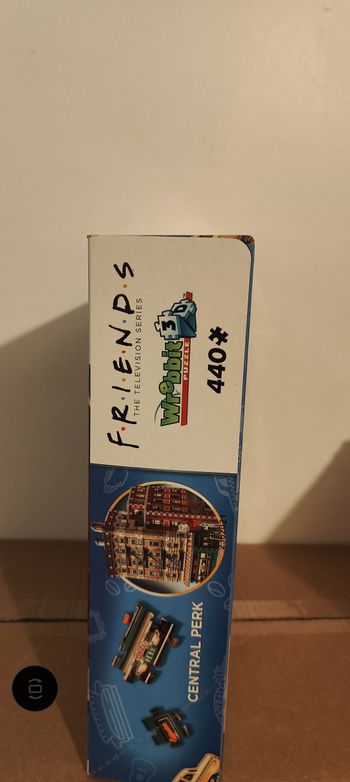 F·R·I·E·N·D·S
THE TELEVISION SERIES
Wrebbit 3D
PUZZLE
440
CENTRAL PERK